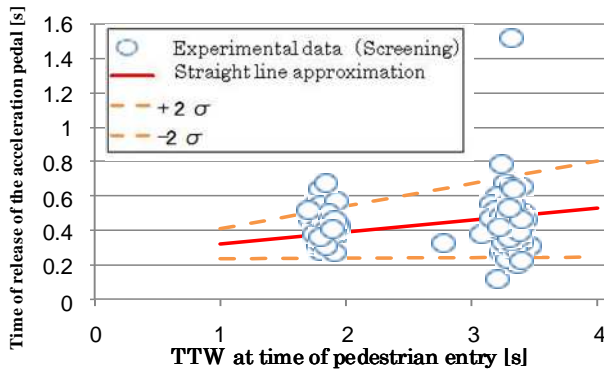 Time of release of the acceleration pedal [s]
1.6
1.4
1.2
1
0.8
0.6
0.4
0.2
0
Experimental data (Screening)
Straight line approximation
+2 σ
-2 σ
0 1 2 3 4
TTW at time of pedestrian entry [s]